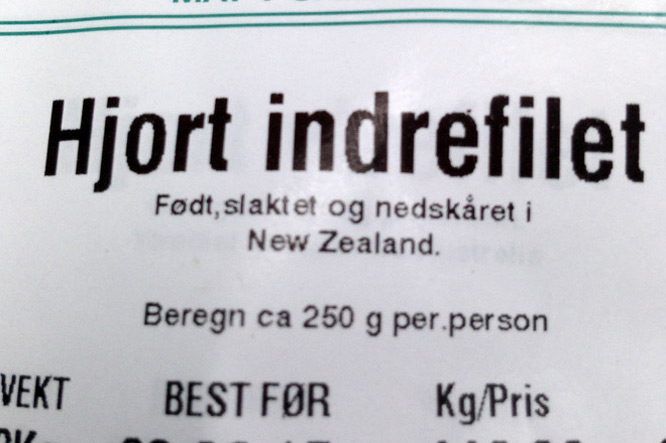 Hjort indrefilet
Født,slaktet og nedskåret i
New Zealand.
Beregn ca 250 g per.person
VEKT BEST FØR Kg/Pris